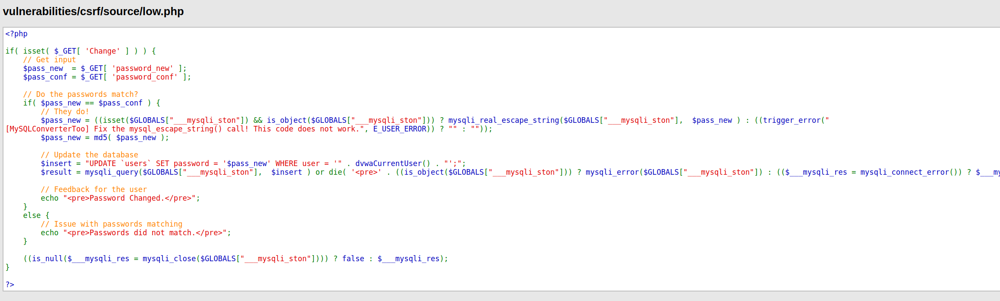 vulnerabilities/csrf/source/low.php
<?php
if( isset( $_GET[ 'Change' ] ) ) {
    // Get input
    $pass_new  = $_GET[ 'password_new' ];
    $pass_conf = $_GET[ 'password_conf' ];
    // Do the passwords match?
    if( $pass_new == $pass_conf ) {
        // They do!
        $pass_new = ((isset($GLOBALS["___mysqli_ston"]) && is_object($GLOBALS["___mysqli_ston"])) ? mysqli_real_escape_string($GLOBALS["___mysqli_ston"],  $pass_new ) : ((trigger_error("
[MySQLConverterToo] Fix the mysql_escape_string() call! This code does not work.", E_USER_ERROR)) ? "" : ""));
        $pass_new = md5( $pass_new );
        // Update the database
        $insert = "UPDATE `users` SET password = '$pass_new' WHERE user = '" . dvwaCurrentUser() . "';";
        $result = mysqli_query($GLOBALS["___mysqli_ston"],  $insert ) or die( '<pre>' . ((is_object($GLOBALS["___mysqli_ston"])) ? mysqli_error($GLOBALS["___mysqli_ston"]) : (($___mysqli_res = mysqli_connect_error()) ? $___my
        // Feedback for the user
        echo "<pre>Password Changed.</pre>";
    }
    else {
        // Issue with passwords matching
        echo "<pre>Passwords did not match.</pre>";
    }
    ((is_null($___mysqli_res = mysqli_close($GLOBALS["___mysqli_ston"]))) ? false : $___mysqli_res);
}
?>